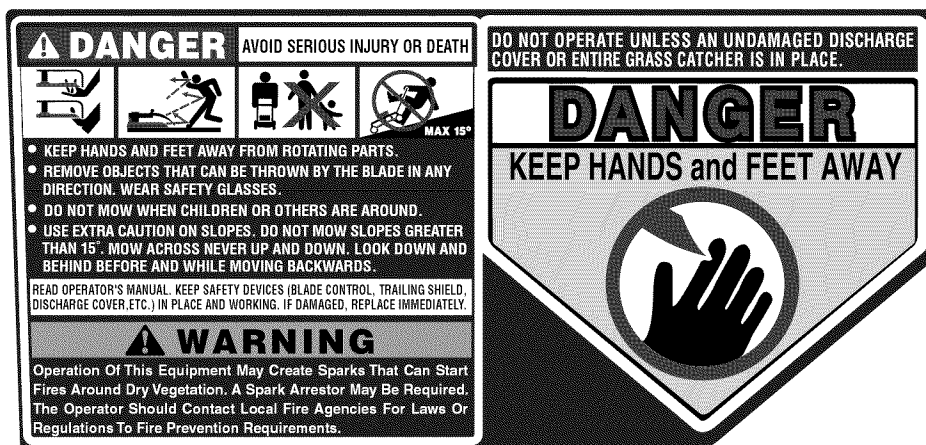 DANGER
AVOID SERIOUS INJURY OR DEATH
MAX 15°
• KEEP HANDS AND FEET AWAY FROM ROTATING PARTS.
• REMOVE OBJECTS THAT CAN BE THROWN BY THE BLADE IN ANY
DIRECTION. WEAR SAFETY GLASSES.
• DO NOT MOW WHEN CHILDREN OR OTHERS ARE AROUND.
• USE EXTRA CAUTION ON SLOPES. DO NOT MOW SLOPES GREATER
THAN 15°. MOW ACROSS NEVER UP AND DOWN. LOOK DOWN AND
BEHIND BEFORE AND WHILE MOVING BACKWARDS.
READ OPERATOR'S MANUAL. KEEP SAFETY DEVICES (BLADE CONTROL, TRAILING SHIELD,
DISCHARGE COVER,ETC.) IN PLACE AND WORKING. IF DAMAGED, REPLACE IMMEDIATELY.
WARNING
Operation Of This Equipment May Create Sparks That Can Start
Fires Around Dry Vegetation. A Spark Arrestor May Be Required.
The Operator Should Contact Local Fire Agencies For Laws Or
Regulations To Fire Prevention Requirements.
DO NOT OPERATE UNLESS AN UNDAMAGED DISCHARGE
COVER OR ENTIRE GRASS CATCHER IS IN PLACE.
DANGER
KEEP HANDS and FEET AWAY